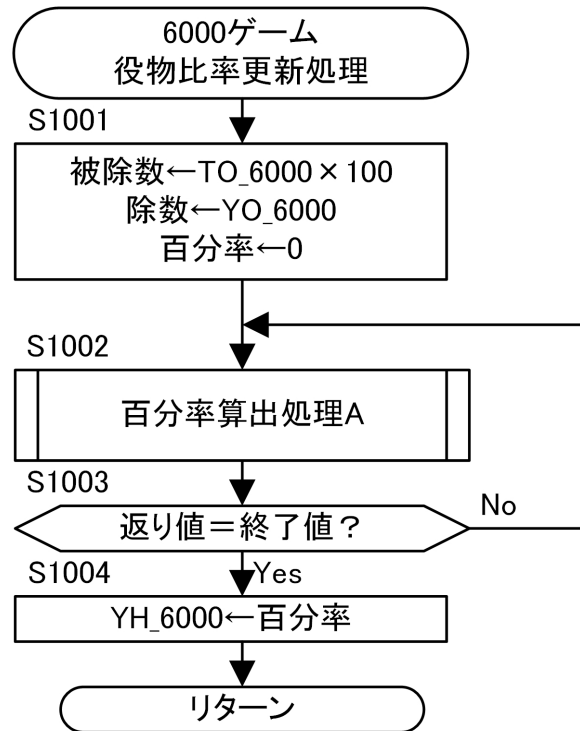 6000ゲーム
役物比率更新処理
S1001
被除数←TO_6000×100
除数←YO_6000
百分率←0
S1002
百分率算出処理A
S1003
返り値＝終了値？
No
S1004
Yes
YH_6000←百分率
リターン